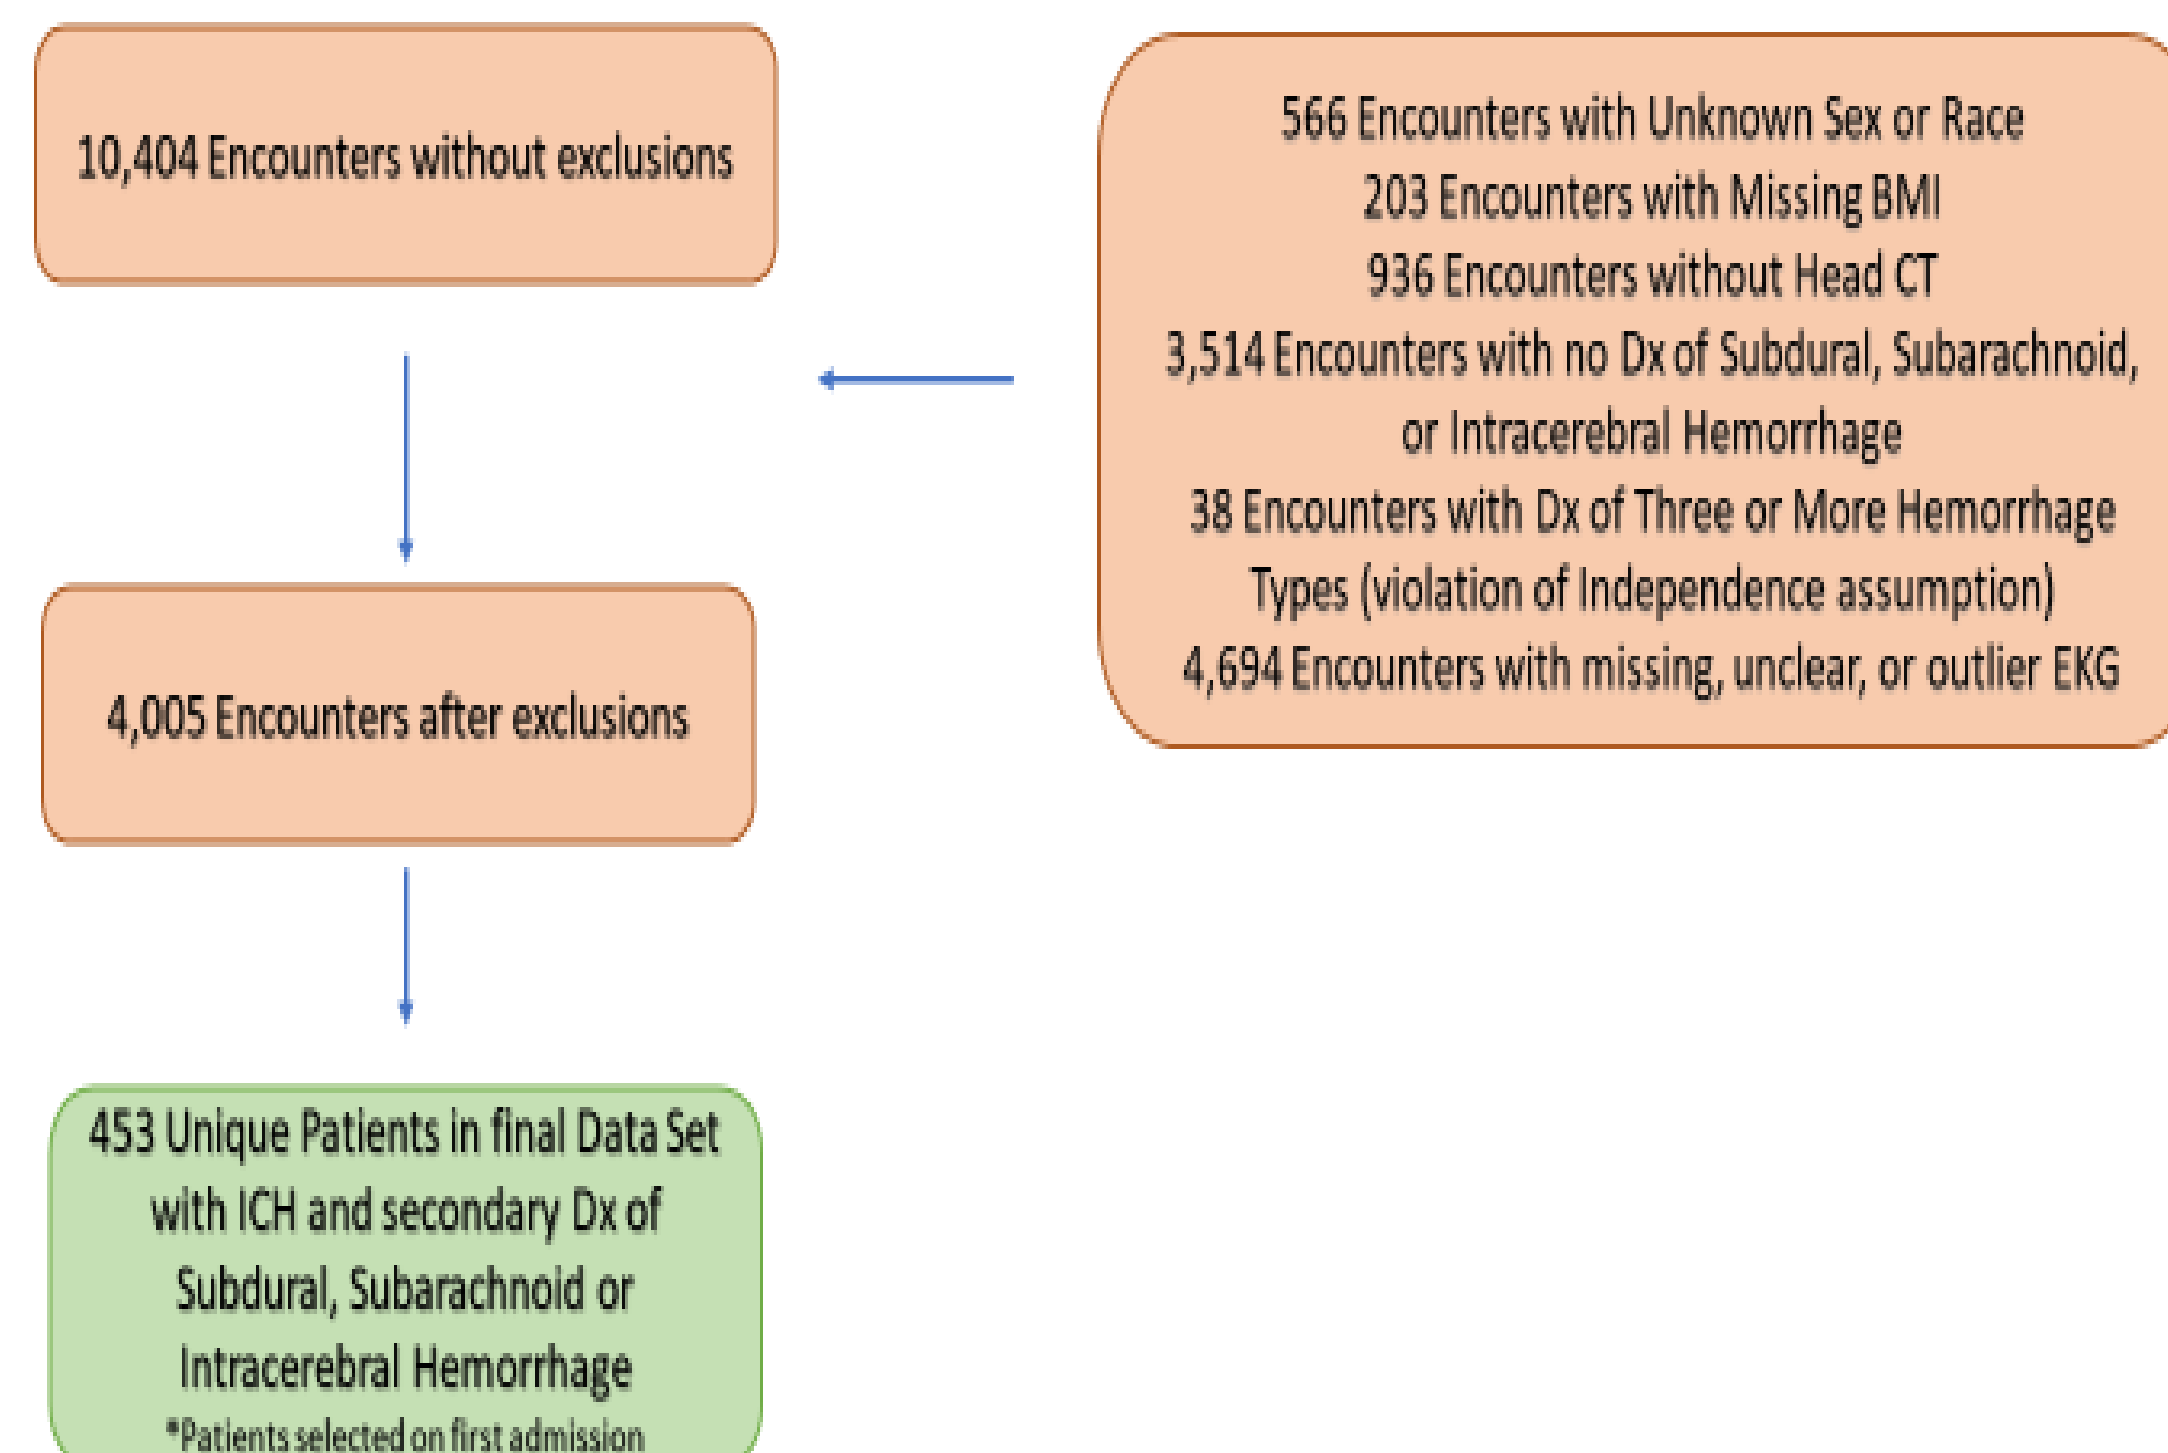 10,404 Encounters without exclusions
566 Encounters with Unknown Sex or Race
203 Encounters with Missing BMI
936 Encounters without Head CT
3,514 Encounters with no Dx of Subdural, Subarachnoid,
or Intracerebral Hemorrhage
38 Encounters with Dx of Three or More Hemorrhage
Types (violation of Independence assumption)
4,694 Encounters with missing, unclear, or outlier EKG
4,005 Encounters after exclusions
453 Unique Patients in final Data Set
with ICH and secondary Dx of
Subdural, Subarachnoid or
Intracerebral Hemorrhage
*Patients selected on first admission